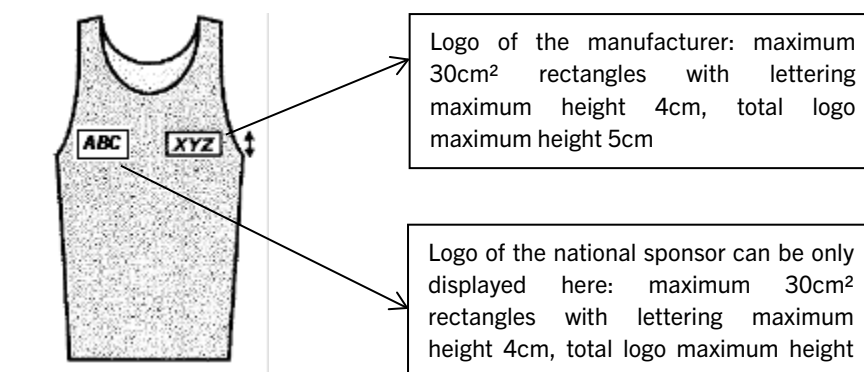 ABC
XYZ
Logo of the manufacturer: maximum
30cm² rectangles with lettering
maximum height 4cm, total logo
maximum height 5cm
Logo of the national sponsor can be only
displayed here: maximum 30cm²
rectangles with lettering maximum
height 4cm, total logo maximum height